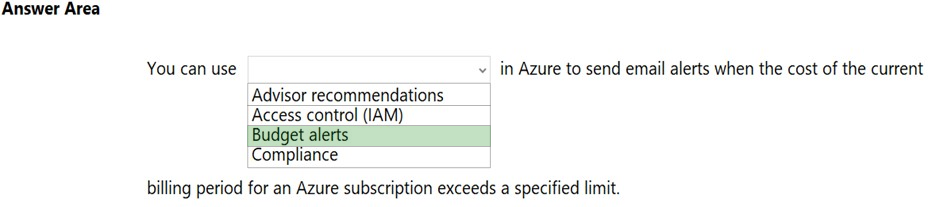 Answer Area
You can use in Azure to send email alerts when the cost of the current
Advisor recommendations
Access control (IAM)
Budget alerts
Compliance
billing period for an Azure subscription exceeds a specified limit.